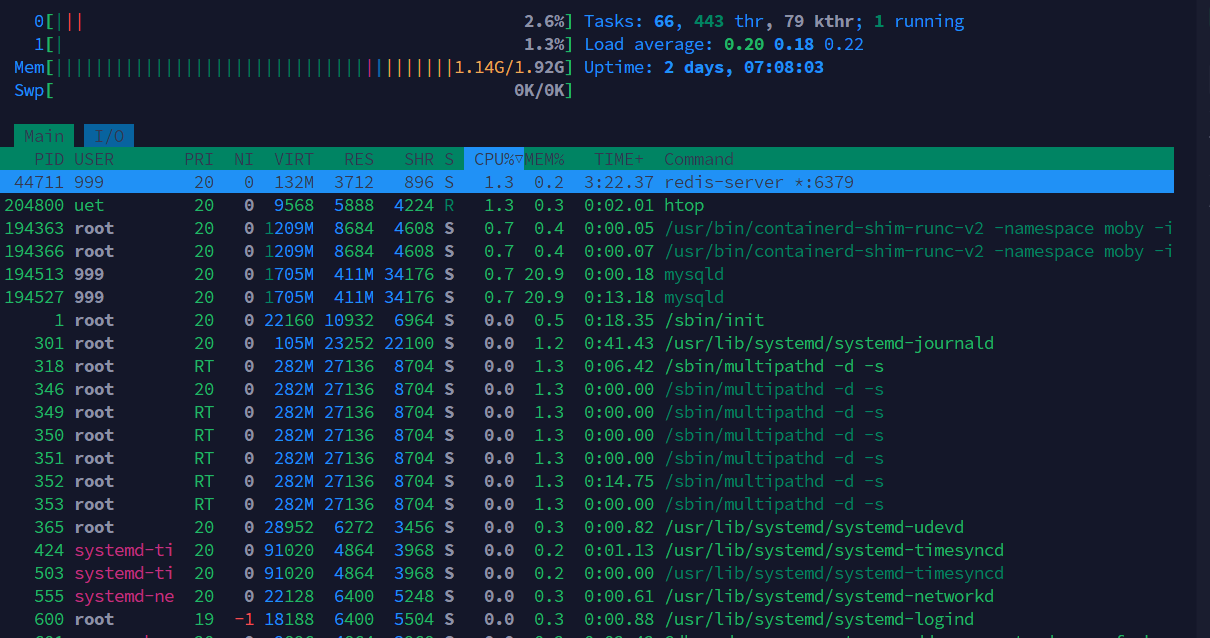 0[||| 2.6%] Tasks: 66, 443 thr, 79 kthr; 1 running
1[| 1.3%] Load average: 0.20 0.18 0.22
Mem[||||||||||||||||||||||||||||||||||||||||1.14G/1.92G] Uptime: 2 days, 07:08:03
Swp[ 0K/0K]
Main I/O
PID USER PRI NI VIRT RES SHR S CPU%▽MEM% TIME+ Command
44711 999 20 0 132M 3712 896 S 1.3 0.2 3:22.37 redis-server *:6379
204800 uet 20 0 9568 5888 4224 R 1.3 0.3 0:02.01 htop
194363 root 20 0 1209M 8684 4608 S 0.7 0.4 0:00.05 /usr/bin/containerd-shim-runc-v2 -namespace moby -i
194366 root 20 0 1209M 8684 4608 S 0.7 0.4 0:00.07 /usr/bin/containerd-shim-runc-v2 -namespace moby -i
194513 999 20 0 1705M 411M 34176 S 0.7 20.9 0:00.18 mysqld
194527 999 20 0 1705M 411M 34176 S 0.7 20.9 0:13.18 mysqld
1 root 20 0 22160 10932 6964 S 0.0 0.5 0:18.35 /sbin/init
301 root 20 0 105M 23252 22100 S 0.0 1.2 0:41.43 /usr/lib/systemd/systemd-journald
318 root RT 0 282M 27136 8704 S 0.0 1.3 0:06.42 /sbin/multipathd -d -s
346 root 20 0 282M 27136 8704 S 0.0 1.3 0:00.00 /sbin/multipathd -d -s
349 root RT 0 282M 27136 8704 S 0.0 1.3 0:00.00 /sbin/multipathd -d -s
350 root RT 0 282M 27136 8704 S 0.0 1.3 0:00.00 /sbin/multipathd -d -s
351 root RT 0 282M 27136 8704 S 0.0 1.3 0:00.00 /sbin/multipathd -d -s
352 root RT 0 282M 27136 8704 S 0.0 1.3 0:14.75 /sbin/multipathd -d -s
353 root RT 0 282M 27136 8704 S 0.0 1.3 0:00.00 /sbin/multipathd -d -s
365 root 20 0 28952 6272 3456 S 0.0 0.3 0:00.82 /usr/lib/systemd/systemd-udevd
424 systemd-ti 20 0 91020 4864 3968 S 0.0 0.2 0:01.13 /usr/lib/systemd/systemd-timesyncd
503 systemd-ti 20 0 91020 4864 3968 S 0.0 0.2 0:00.00 /usr/lib/systemd/systemd-timesyncd
555 systemd-ne 20 0 22128 6400 5248 S 0.0 0.3 0:00.61 /usr/lib/systemd/systemd-networkd
600 root 19 -1 18188 6400 5504 S 0.0 0.3 0:00.88 /usr/lib/systemd/systemd-logind